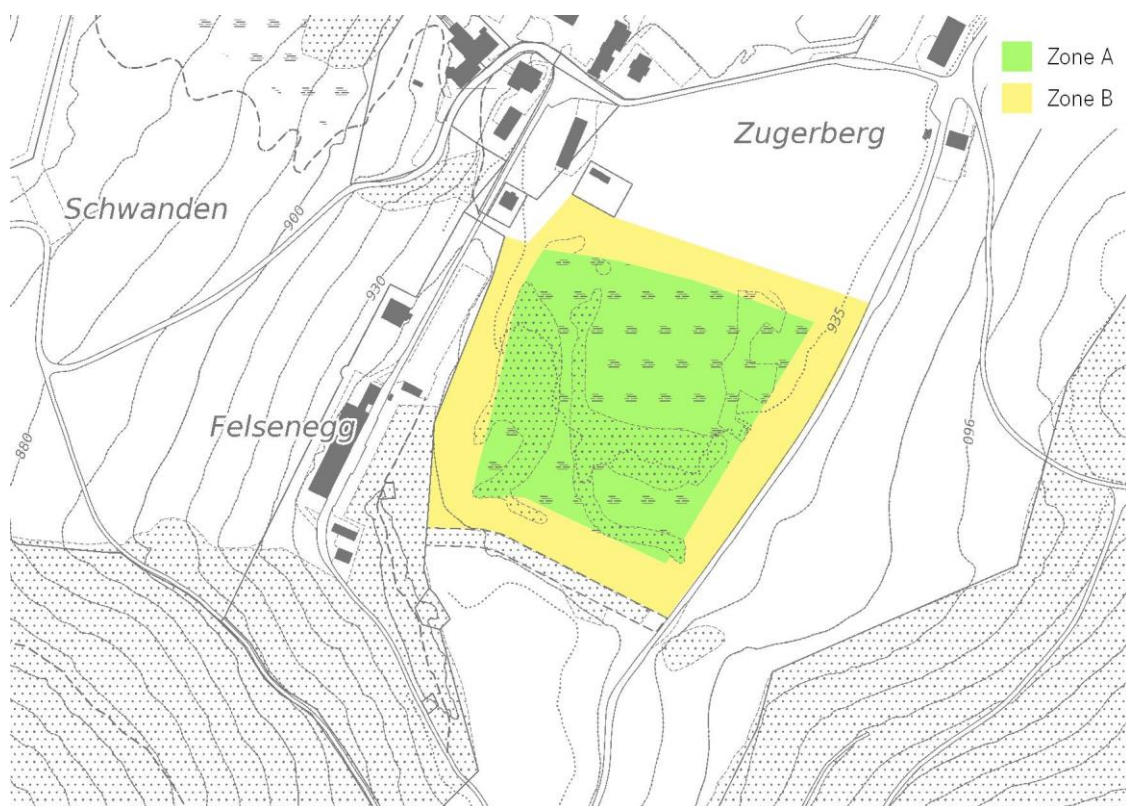 Zone A
Zone B
Zugerberg
Schwanden
900
930
935
Felsenegg
880
960